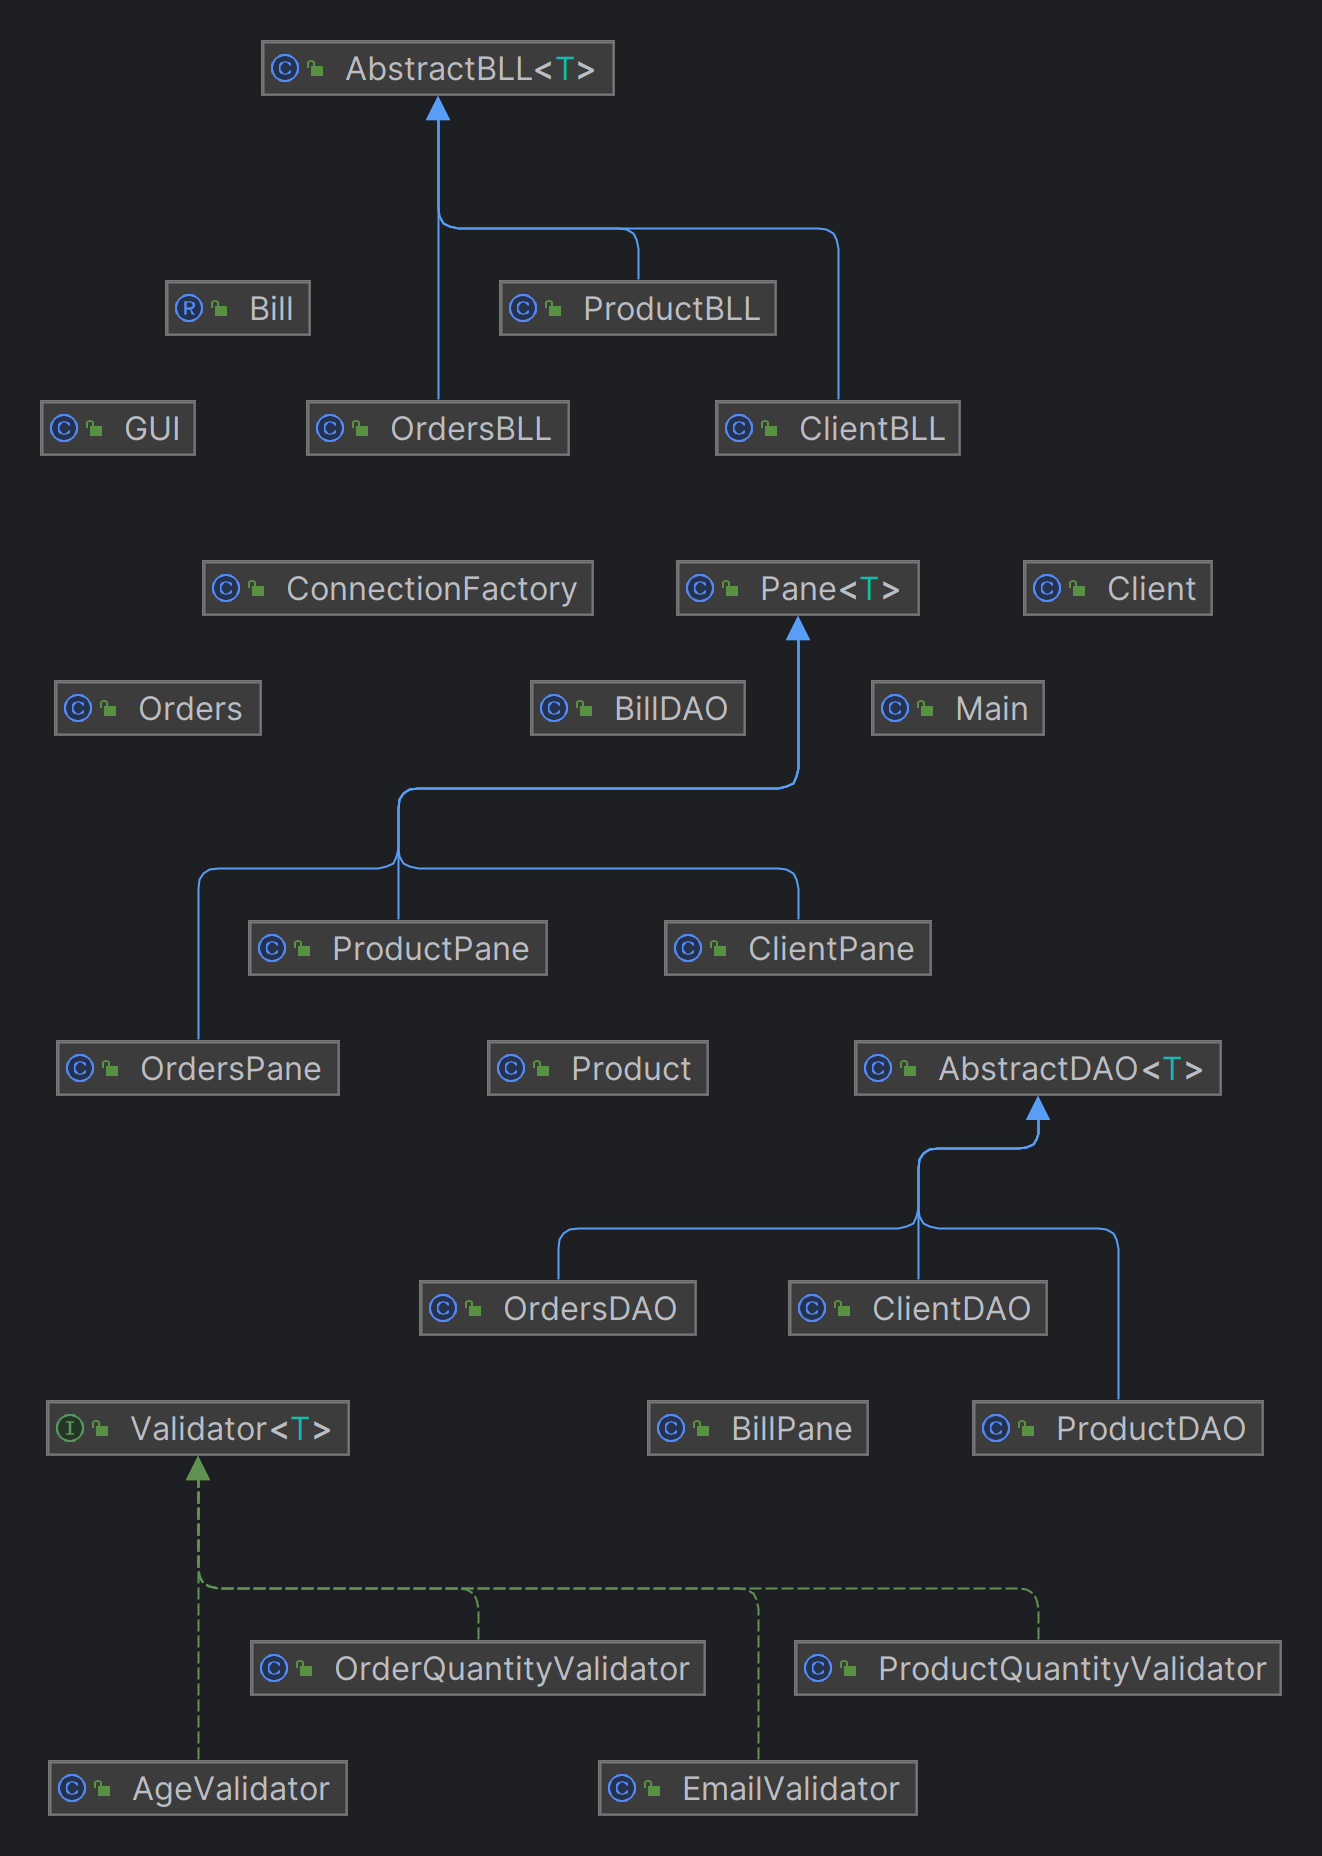 AbstractBLL<T>
Bill
ProductBLL
GUI
OrdersBLL
ClientBLL
ConnectionFactory
Pane<T>
Client
Orders
BillDAO
Main
ProductPane
ClientPane
OrdersPane
Product
AbstractDAO<T>
OrdersDAO
ClientDAO
Validator<T>
BillPane
ProductDAO
OrderQuantityValidator
ProductQuantityValidator
AgeValidator
EmailValidator